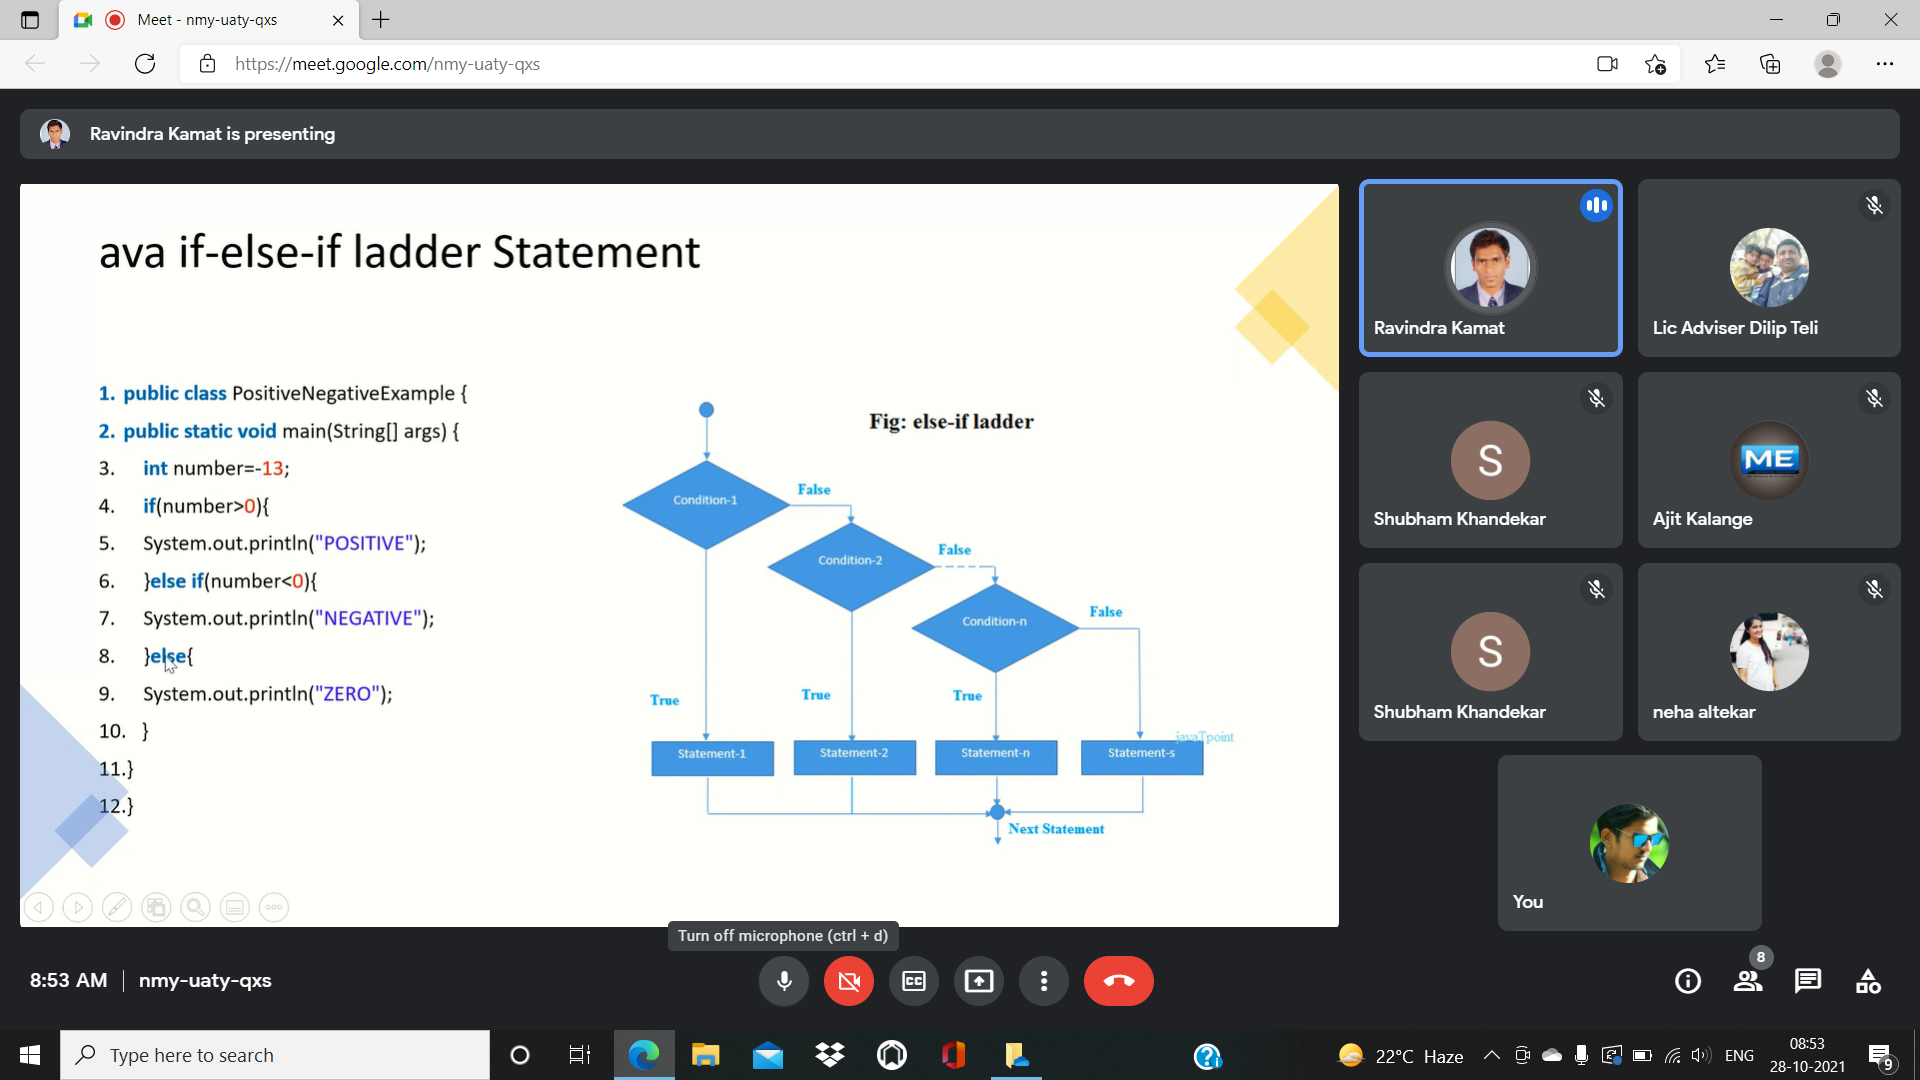 Meet - nmy-uaty-qxs
https://meet.google.com/nmy-uaty-qxs
Ravindra Kamat is presenting
ava if-else-if ladder Statement
1. public class PositiveNegativeExample {
2. public static void main(String[] args) {
3. int number=-13;
4. if(number>0){
5. System.out.println("POSITIVE");
6. }else if(number<0){
7. System.out.println("NEGATIVE");
8. }else{
9. System.out.println("ZERO");
10. }
11.}
12.}
Fig: else-if ladder
Condition-1
False
Condition-2
False
Condition-n
False
True
True
True
Statement-1
Statement-2
Statement-n
Statement-s
javaTpoint
Next Statement
Ravindra Kamat
Lic Adviser Dilip Teli
S
Shubham Khandekar
ME
Ajit Kalange
S
Shubham Khandekar
neha altekar
You
Turn off microphone (ctrl + d)
8:53 AM
nmy-uaty-qxs
CC
8
Type here to search
22°C Haze
ENG
08:53
28-10-2021
9